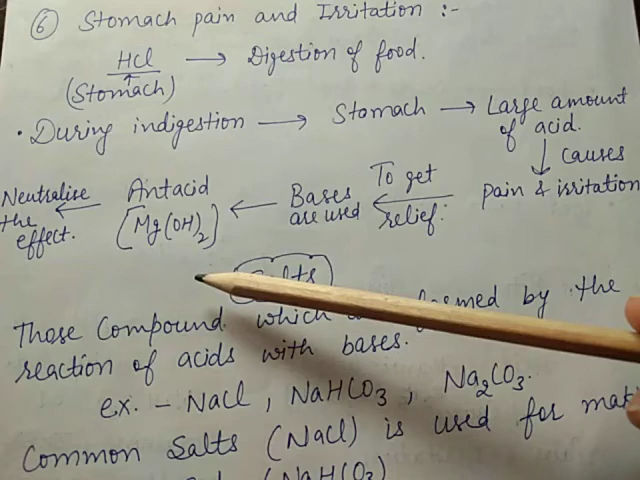 ⑥ Stomach pain and Irritation :-
HCl → Digestion of food.
(Stomach)
• During indigestion → Stomach → Large amount of acid.
↓ causes
pain & irritation
To get relief:
← Bases are used
← Antacid [Mg(OH)2]
← Neutralise the effect.
Salts
Those Compound which formed by the
reaction of acids with bases.
ex. - NaCl, NaHCO3, Na2CO3.
Common Salts (NaCl) is used for
(NaHCO3)